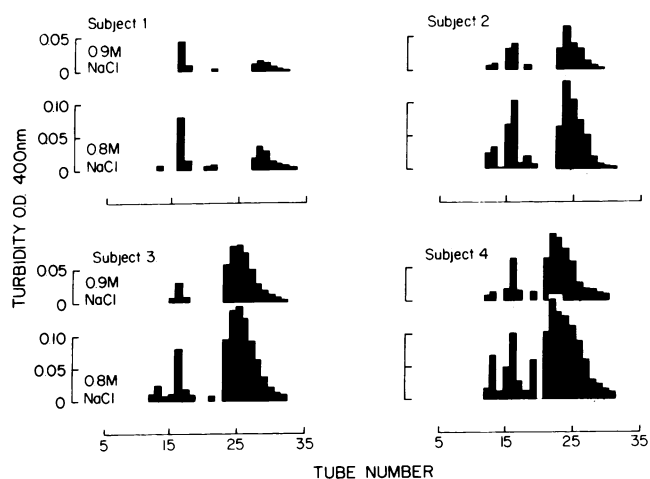 Subject 1
Subject 2
0.05
0
0.9M
NaCl
0.10
0.05
0
0.8M
NaCl
TURBIDITY O.D. 400nm
Subject 3
Subject 4
0.05
0
0.9M
NaCl
0.10
0.05
0
0.8M
NaCl
5 15 25 35
5 15 25 35
TUBE NUMBER